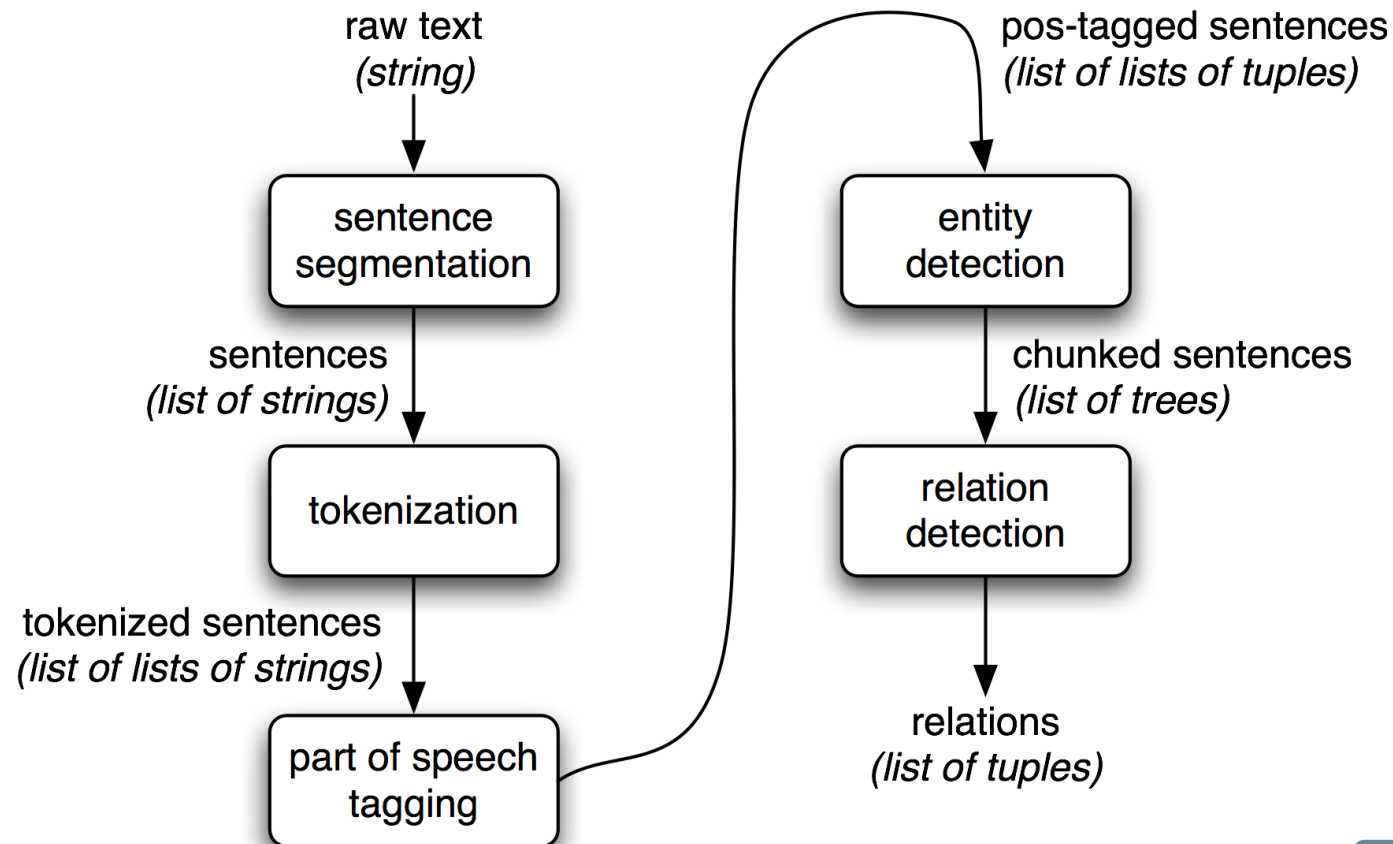 raw text
(string)
sentence
segmentation
sentences
(list of strings)
tokenization
tokenized sentences
(list of lists of strings)
part of speech
tagging
pos-tagged sentences
(list of lists of tuples)
entity
detection
chunked sentences
(list of trees)
relation
detection
relations
(list of tuples)